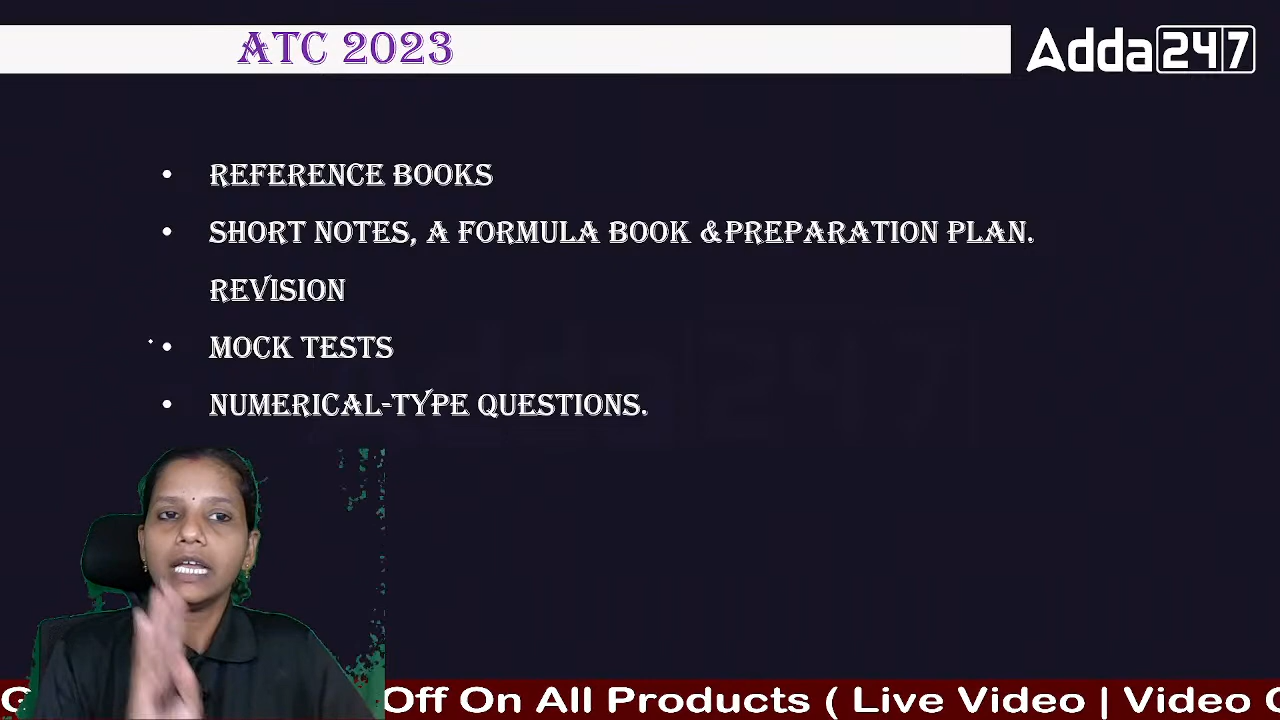 ATC 2023
Adda247
• REFERENCE BOOKS
• SHORT NOTES, A FORMULA BOOK &PREPARATION PLAN.
REVISION
• MOCK TESTS
• NUMERICAL-TYPE QUESTIONS.
G
Off On All Products ( Live Video | Video C